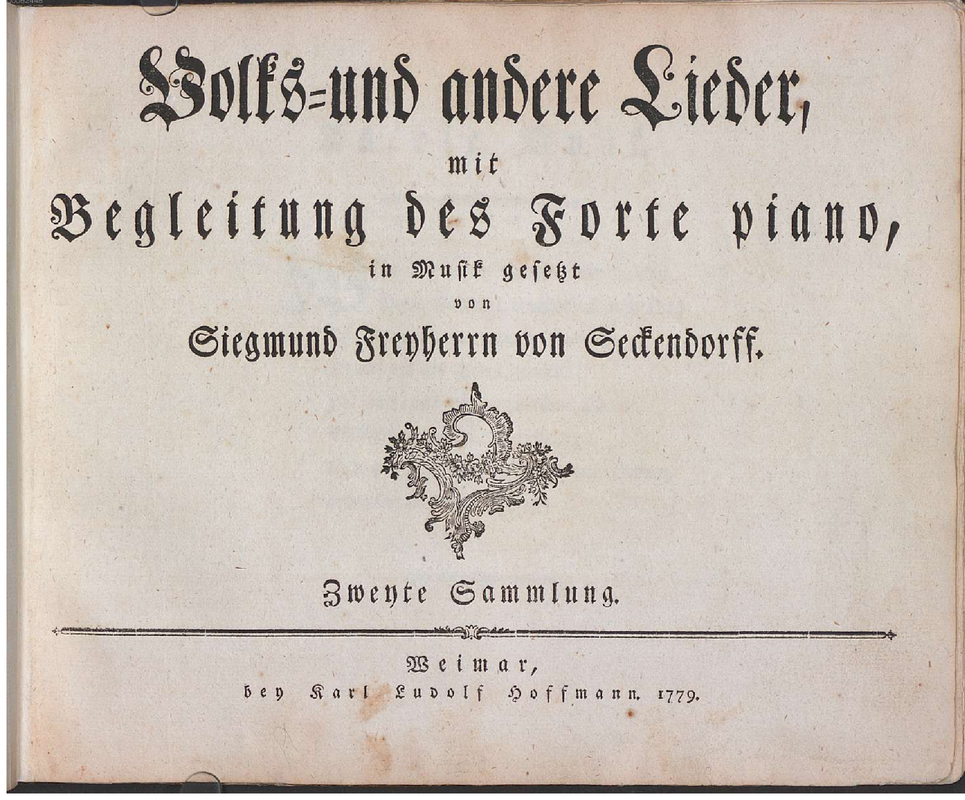 Volks- und andere Lieder,
mit
Begleitung des Forte piano,
in Musik gesetzt
von
Siegmund Freyherrn von Seckendorff.
Zweyte Sammlung.
Weimar,
bey Karl Ludolf Hoffmann. 1779.